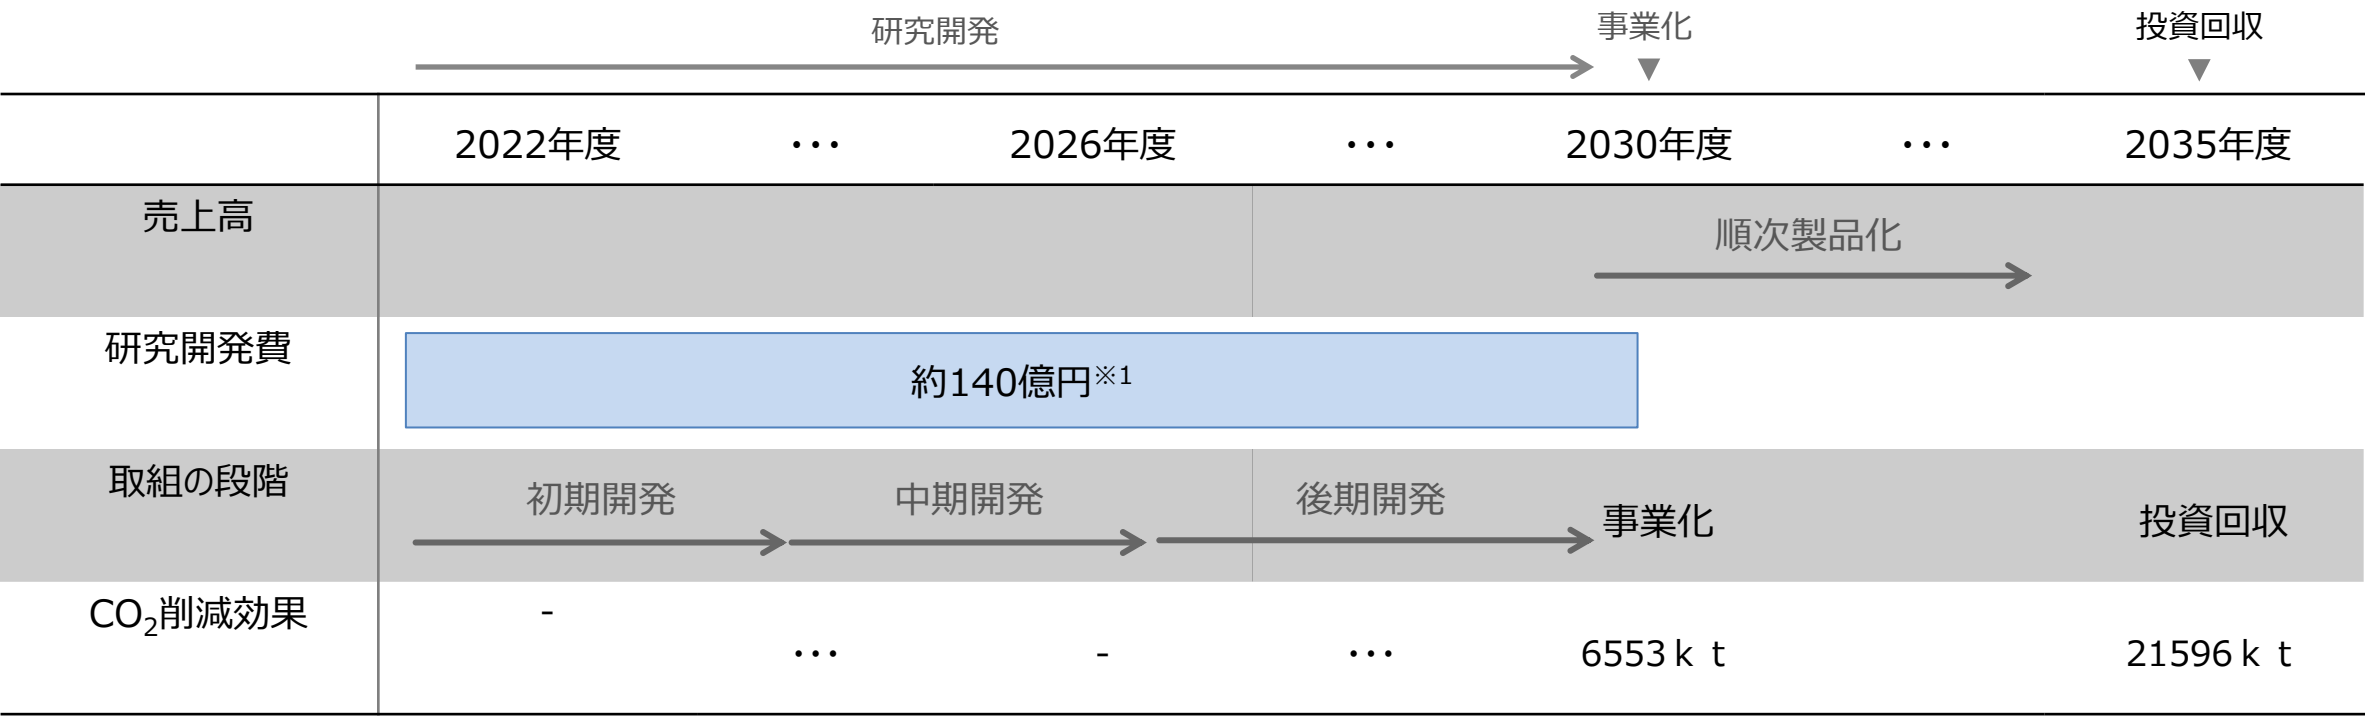 研究開発 事業化 投資回収
▼ ▼
2022年度 ・・・ 2026年度 ・・・ 2030年度 ・・・ 2035年度
売上高 順次製品化
研究開発費 約140億円※1
取組の段階 初期開発 中期開発 後期開発 事業化 投資回収
CO₂削減効果 - ・・・ - ・・・ 6553ｋｔ 21596ｋｔ